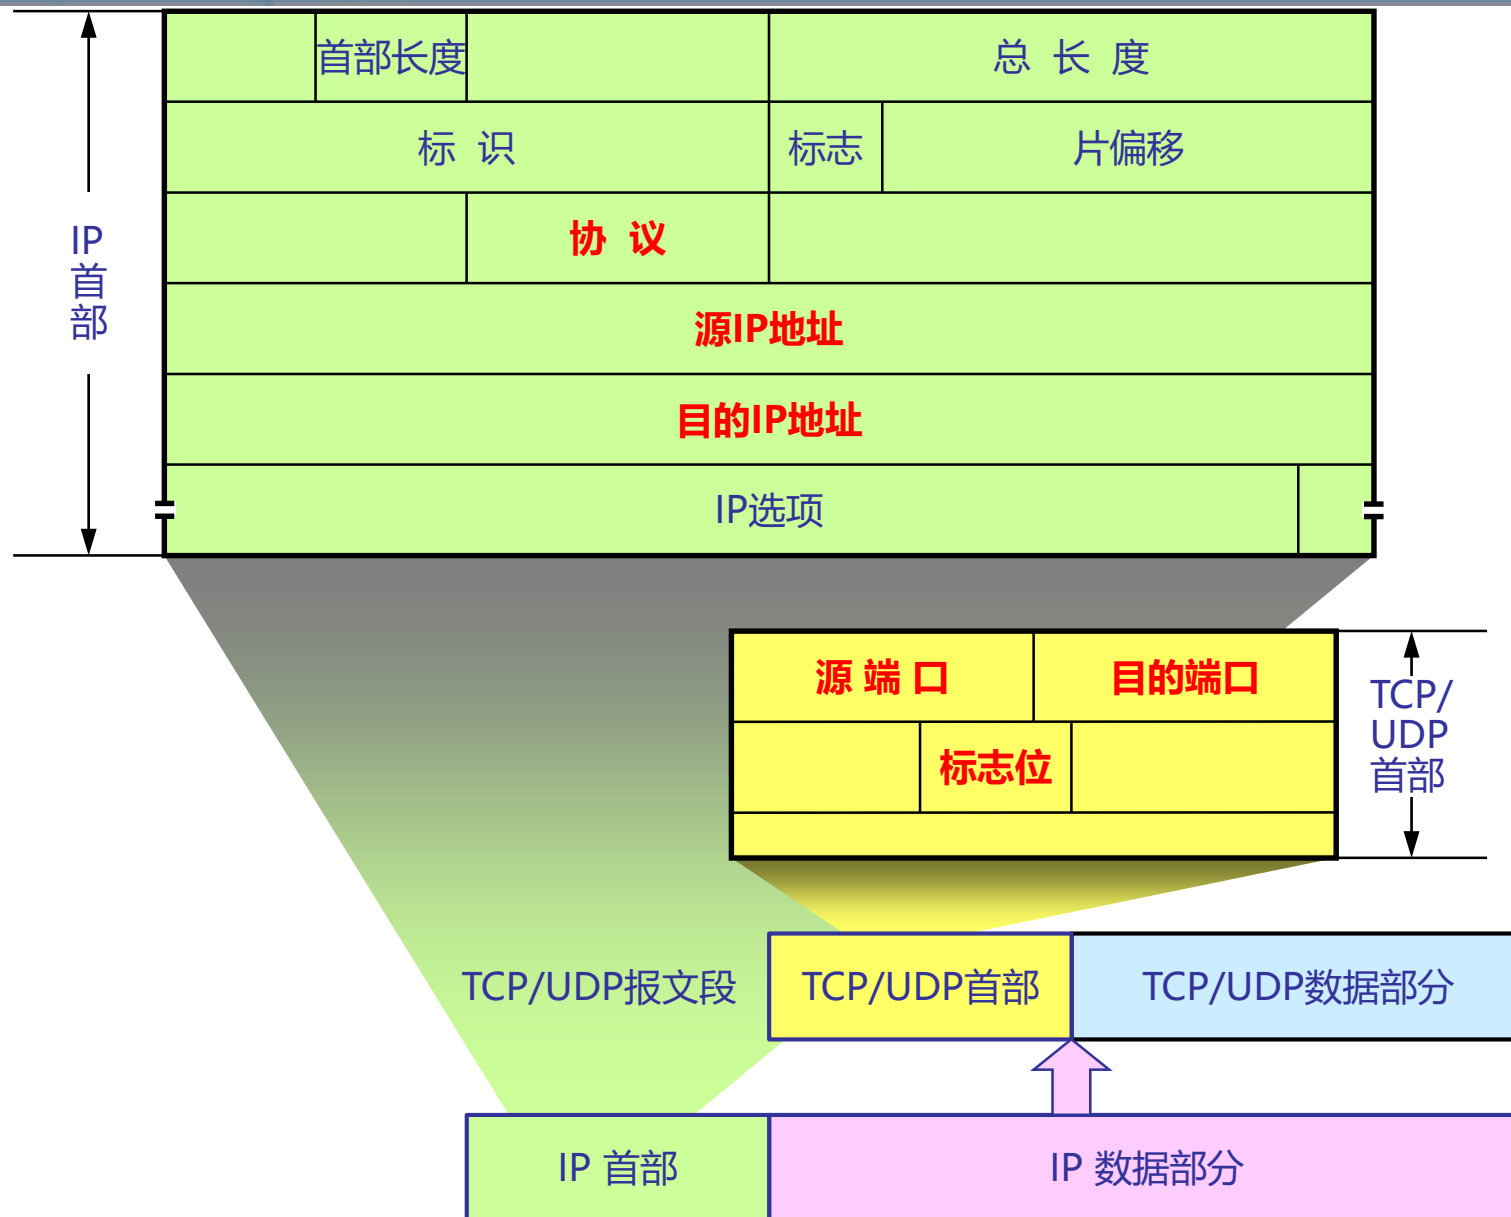 首部长度
总 长 度
标 识
标志
片偏移
协 议
源IP地址
目的IP地址
IP选项
IP
首
部
源 端 口
目的端口
标志位
TCP/
UDP
首部
TCP/UDP报文段
TCP/UDP首部
TCP/UDP数据部分
IP 首部
IP 数据部分